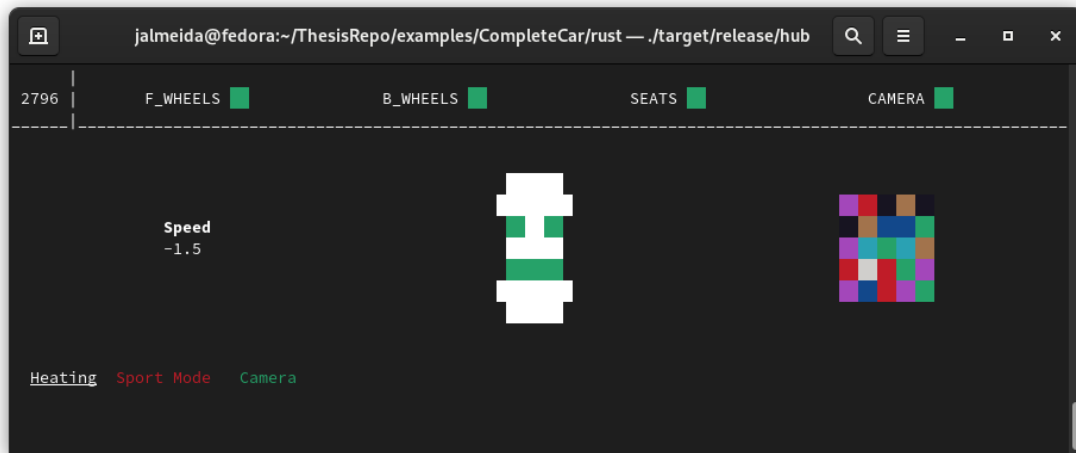 jalmeida@fedora:~/ThesisRepo/examples/CompleteCar/rust — ./target/release/hub
2796 | F_WHEELS B_WHEELS SEATS CAMERA
Speed
-1.5
Heating Sport Mode Camera